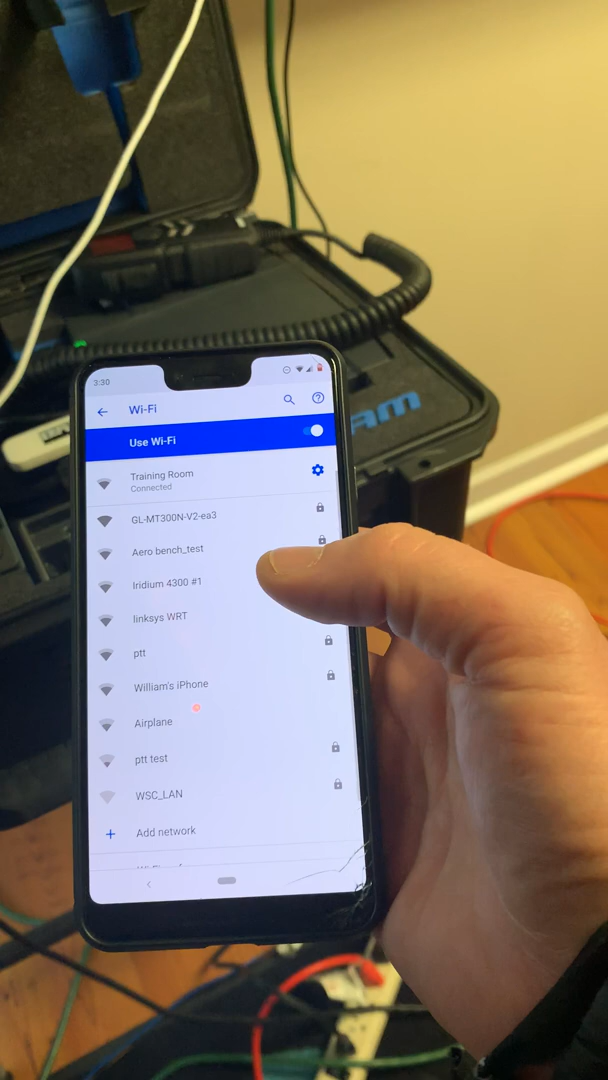 3:30
Wi-Fi
Use Wi-Fi
Training Room
Connected
GL-MT300N-V2-ea3
Aero bench_test
Iridium 4300 #1
linksys WRT
ptt
William's iPhone
Airplane
ptt test
WSC_LAN
Add network